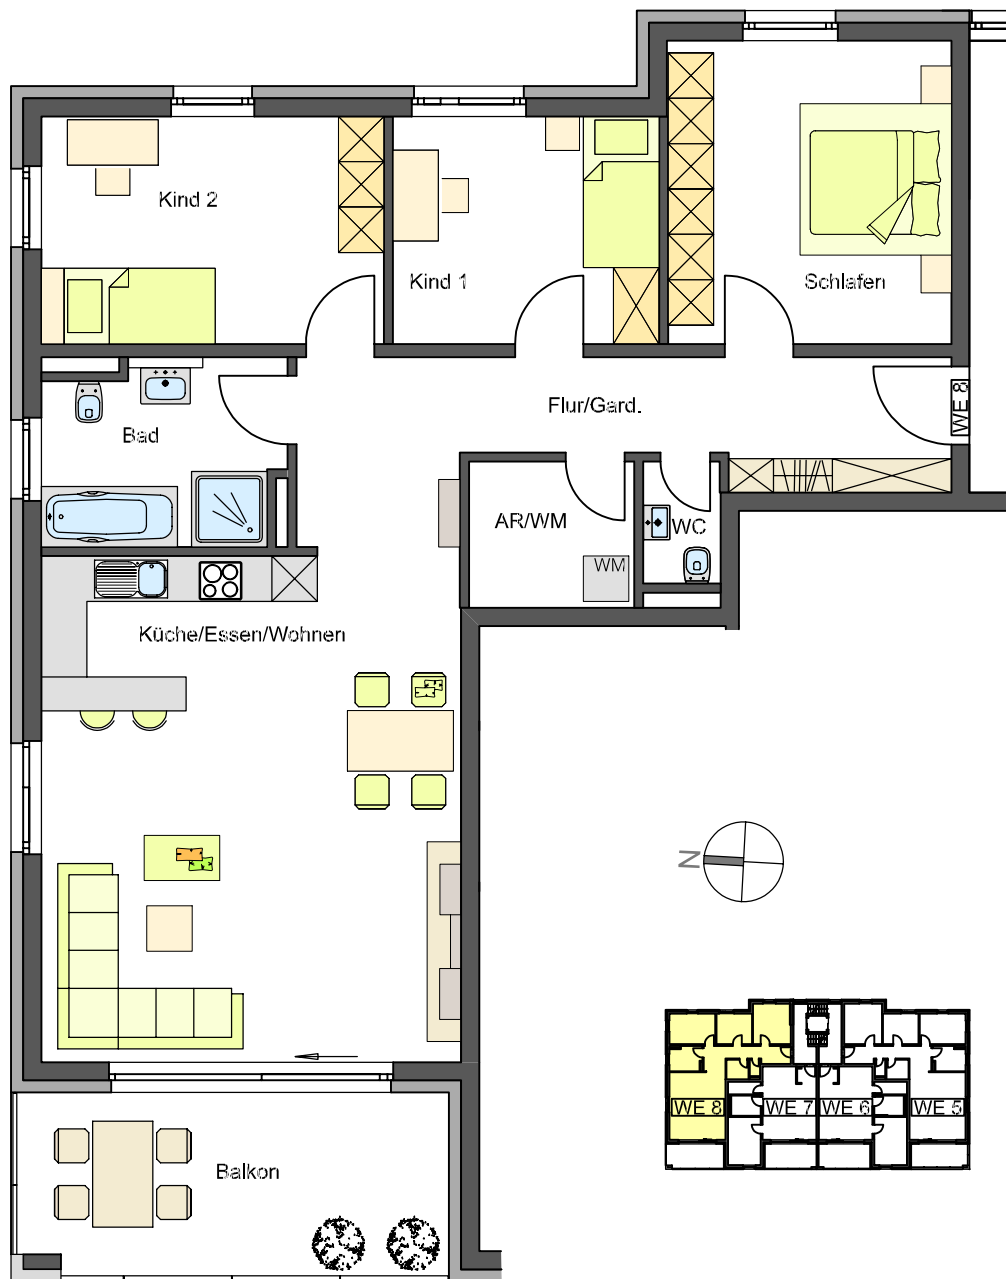 Kind 2
Kind 1
Schlafen
Flur/Gard.
WE 8
Bad
AR/WM
WC
WM
Küche/Essen/Wohnen
N
WE 8
WE 7
WE 6
WE 5
Balkon